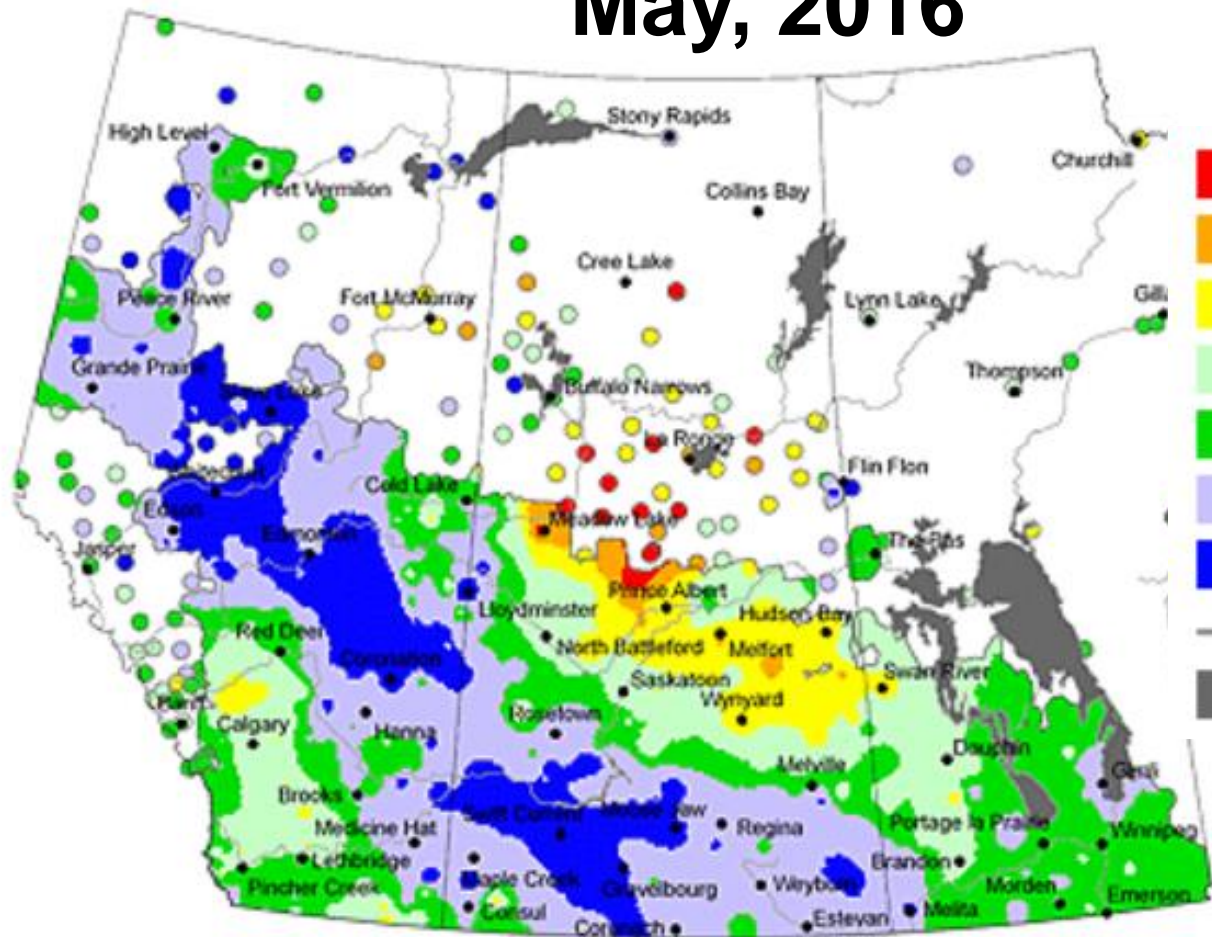 May, 2016
Stony Rapids
High Level
Churchill
Fort Vermilion
Collins Bay
Cree Lake
Peace River
Fort McMurray
Lynn Lake
Grande Prairie
Thompson
Buffalo Narrows
La Ronge
Flin Flon
Cold Lake
Edson
Meadow Lake
Edmonton
The Pas
Jasper
Prince Albert
Lloydminster
Hudson Bay
Red Deer
North Battleford
Melfort
Coronation
Saskatoon
Swan River
Wynyard
Rosetown
Calgary
Hanna
Dauphin
Melville
Gimli
Brooks
Swift Current
Moose Jaw
Medicine Hat
Regina
Portage la Prairie
Winnipeg
Lethbridge
Brandon
Maple Creek
Pincher Creek
Gravelbourg
Weyburn
Morden
Emerson
Consul
Melita
Estevan
Coronach